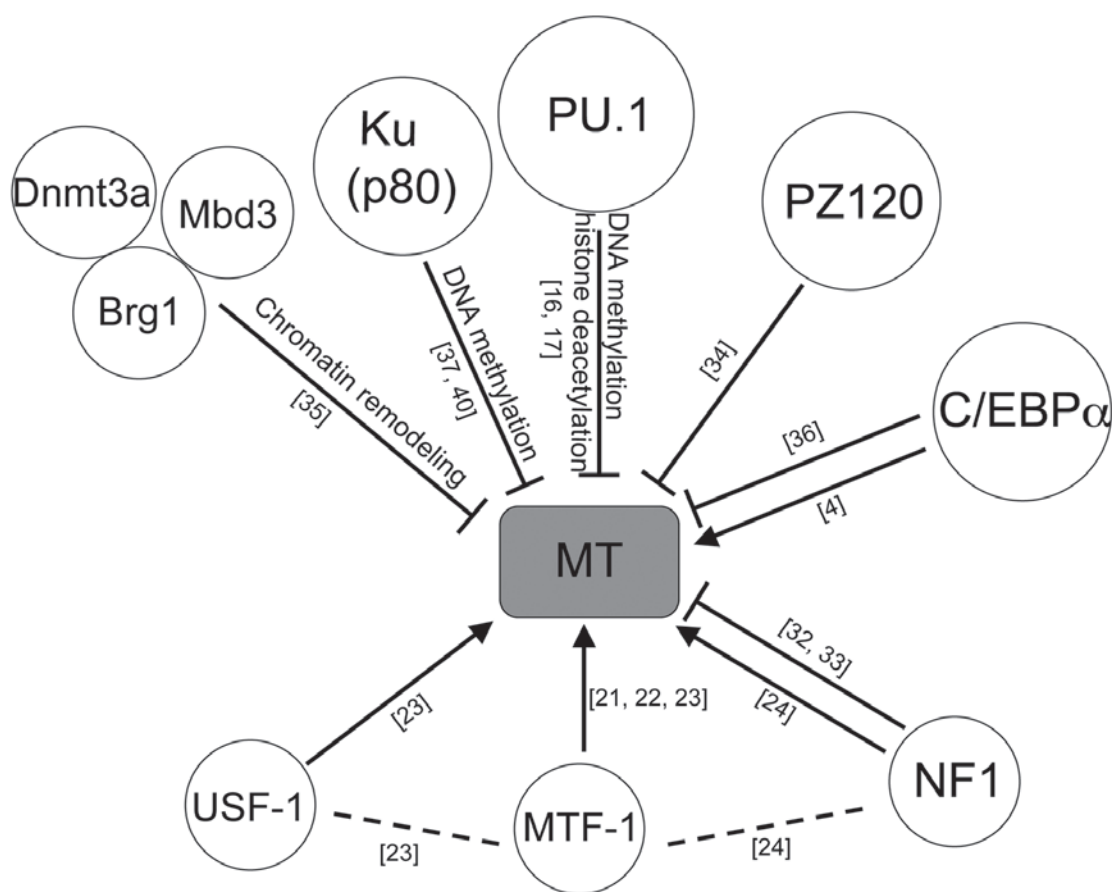 PU.1
Ku
(p80)
Dnmt3a
Mbd3
PZ120
Brg1
Chromatin remodeling
[35]
DNA methylation
[37, 40]
DNA methylation
histone deacetylation
[16, 17]
[34]
C/EBPα
[36]
[4]
MT
[32, 33]
[24]
[23]
[21, 22, 23]
USF-1
MTF-1
NF1
[23]
[24]